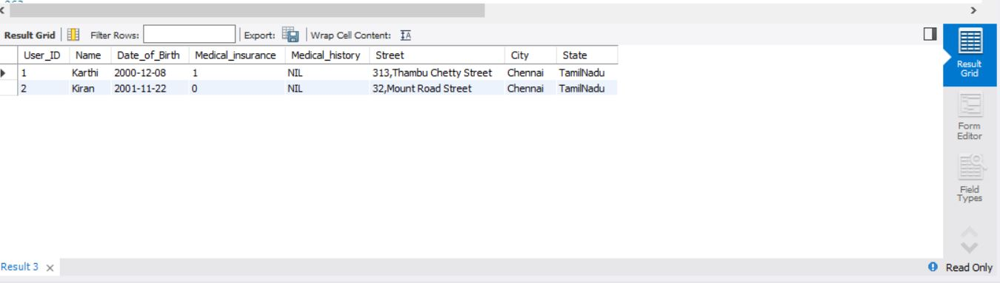 Result Grid Filter Rows: Export: Wrap Cell Content: IA
User_ID Name Date_of_Birth Medical_insurance Medical_history Street City State
1 Karthi 2000-12-08 1 NIL 313,Thambu Chetty Street Chennai TamilNadu
2 Kiran 2001-11-22 0 NIL 32,Mount Road Street Chennai TamilNadu
Result
Grid
Form
Editor
Field
Types
Result 3 Read Only